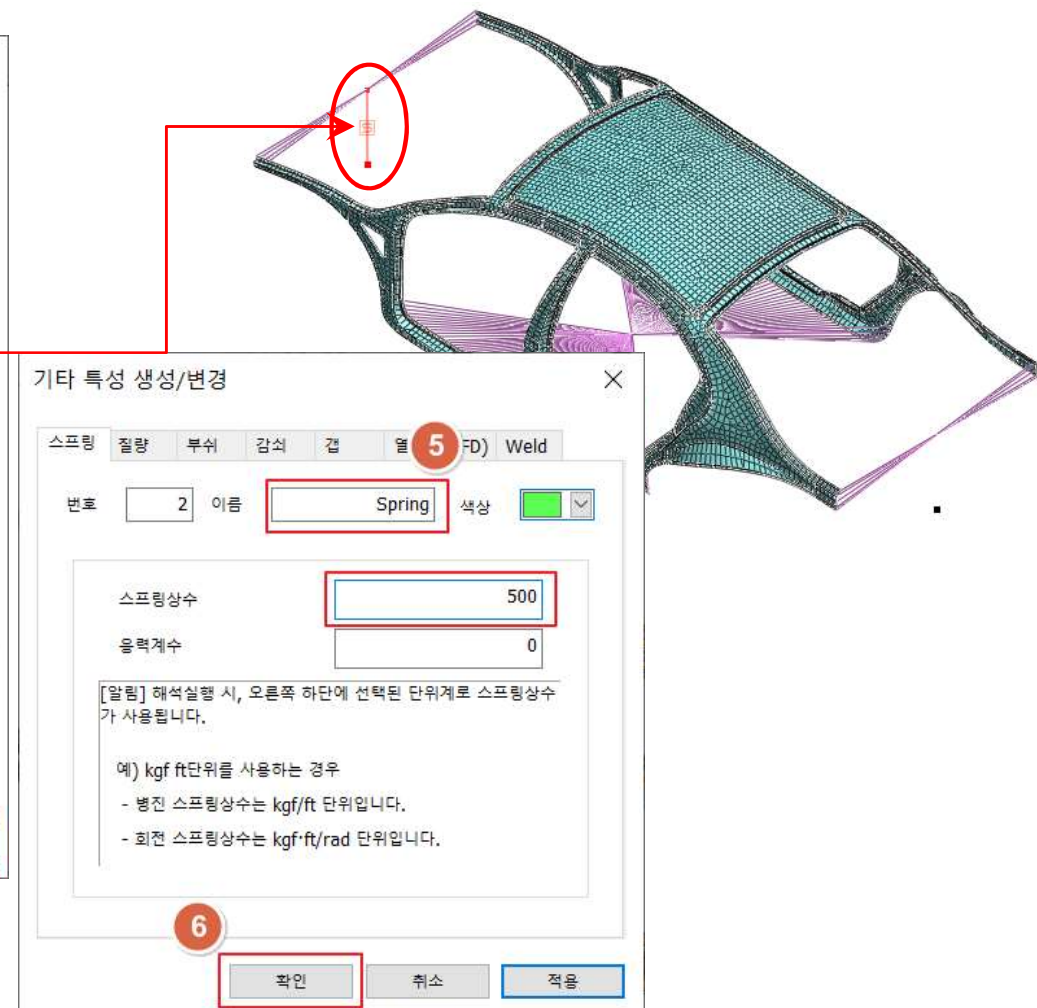 S
기타 특성 생성/변경
스프링 질량 부쉬 감쇠 갭 열 5 FD) Weld
번호 2 이름 Spring 색상
스프링상수 500
응력계수 0
[알림] 해석실행 시, 오른쪽 하단에 선택된 단위계로 스프링상수
가 사용됩니다.
예) kgf ft단위를 사용하는 경우
- 병진 스프링상수는 kgf/ft 단위입니다.
- 회전 스프링상수는 kgf·ft/rad 단위입니다.
6
확인 취소 적용